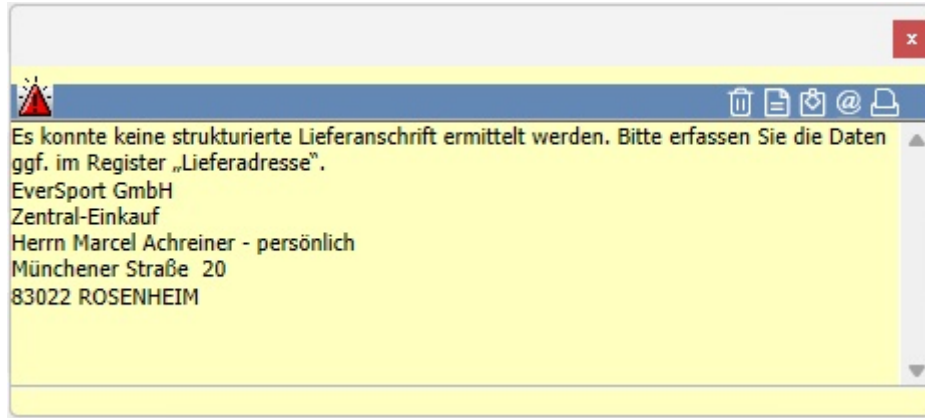 x
Es konnte keine strukturierte Lieferanschrift ermittelt werden. Bitte erfassen Sie die Daten
ggf. im Register „Lieferadresse“.
EverSport GmbH
Zentral-Einkauf
Herrn Marcel Achreiner - persönlich
Münchener Straße  20
83022 ROSENHEIM